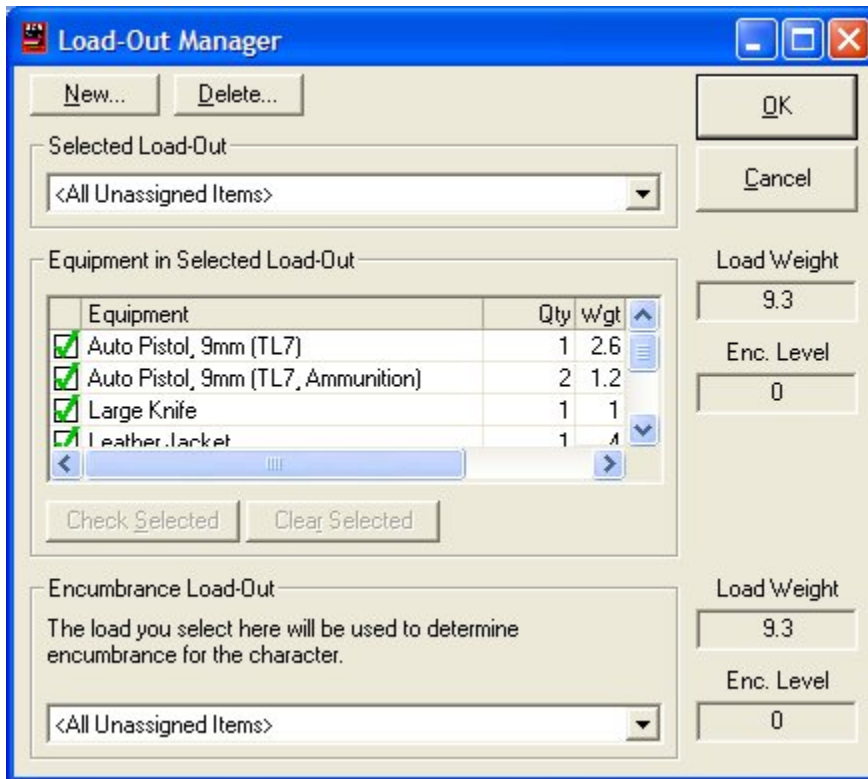 Load-Out Manager
New... Delete...
OK
Selected Load-Out
<All Unassigned Items>
Cancel
Equipment in Selected Load-Out
Equipment Qty Wgt
Auto Pistol, 9mm (TL7) 1 2.6
Auto Pistol, 9mm (TL7, Ammunition) 2 1.2
Large Knife 1 1
Leather Jacket 1 4
Check Selected Clear Selected
Load Weight
9.3
Enc. Level
0
Encumbrance Load-Out
The load you select here will be used to determine
encumbrance for the character.
<All Unassigned Items>
Load Weight
9.3
Enc. Level
0